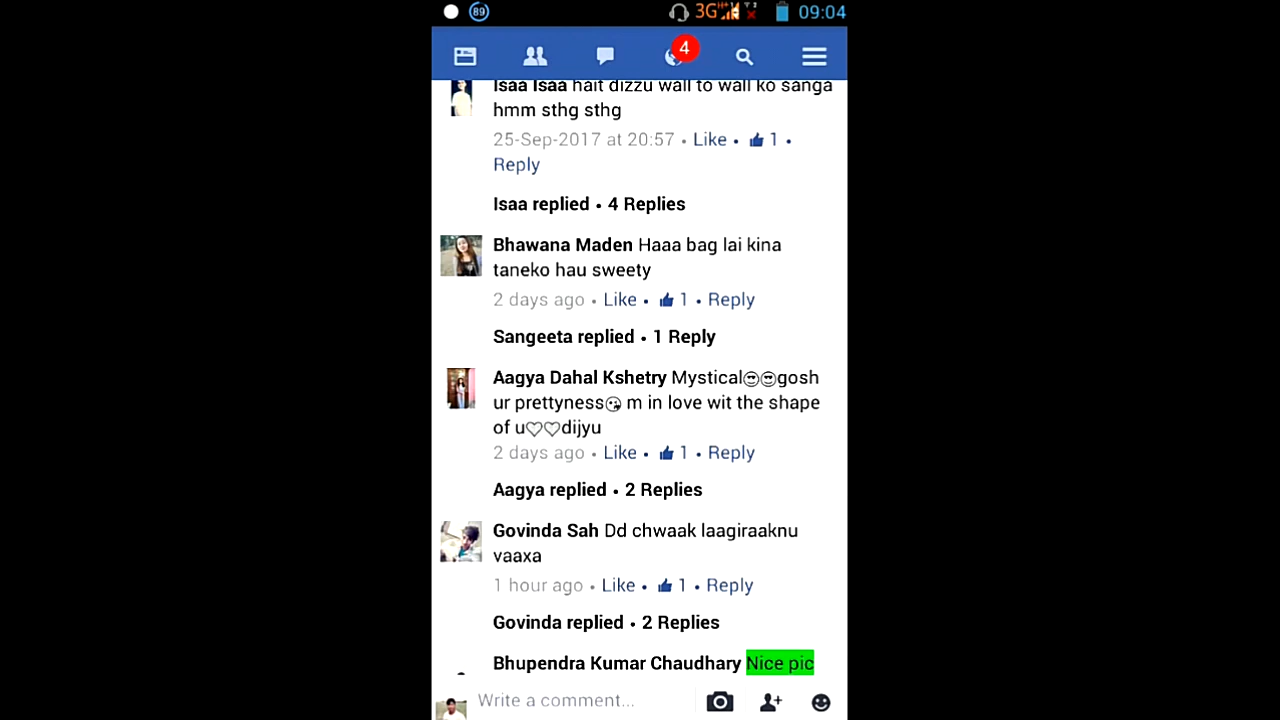 89 3G H+ 09:04
4
Isaa Isaa hait dizzu wall to wall ko sanga
hmm sthg sthg
25-Sep-2017 at 20:57 • Like • 1 •
Reply
Isaa replied • 4 Replies
Bhawana Maden Haaa bag lai kina
taneko hau sweety
2 days ago • Like • 1 • Reply
Sangeeta replied • 1 Reply
Aagya Dahal Kshetry Mystical😎😎gosh
ur prettyness😘 m in love wit the shape
of u♡♡dijyu
2 days ago • Like • 1 • Reply
Aagya replied • 2 Replies
Govinda Sah Dd chwaak laagiraaknu
vaaxa
1 hour ago • Like • 1 • Reply
Govinda replied • 2 Replies
Bhupendra Kumar Chaudhary Nice pic
Write a comment...